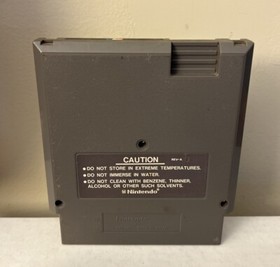 CAUTION
•DO NOT STORE IN EXTREME TEMPERATURES.
•DO NOT IMMERSE IN WATER.
•DO NOT CLEAN WITH BENZENE, THINNER,
ALCOHOL OR OTHER SUCH SOLVENTS.
Nintendo®